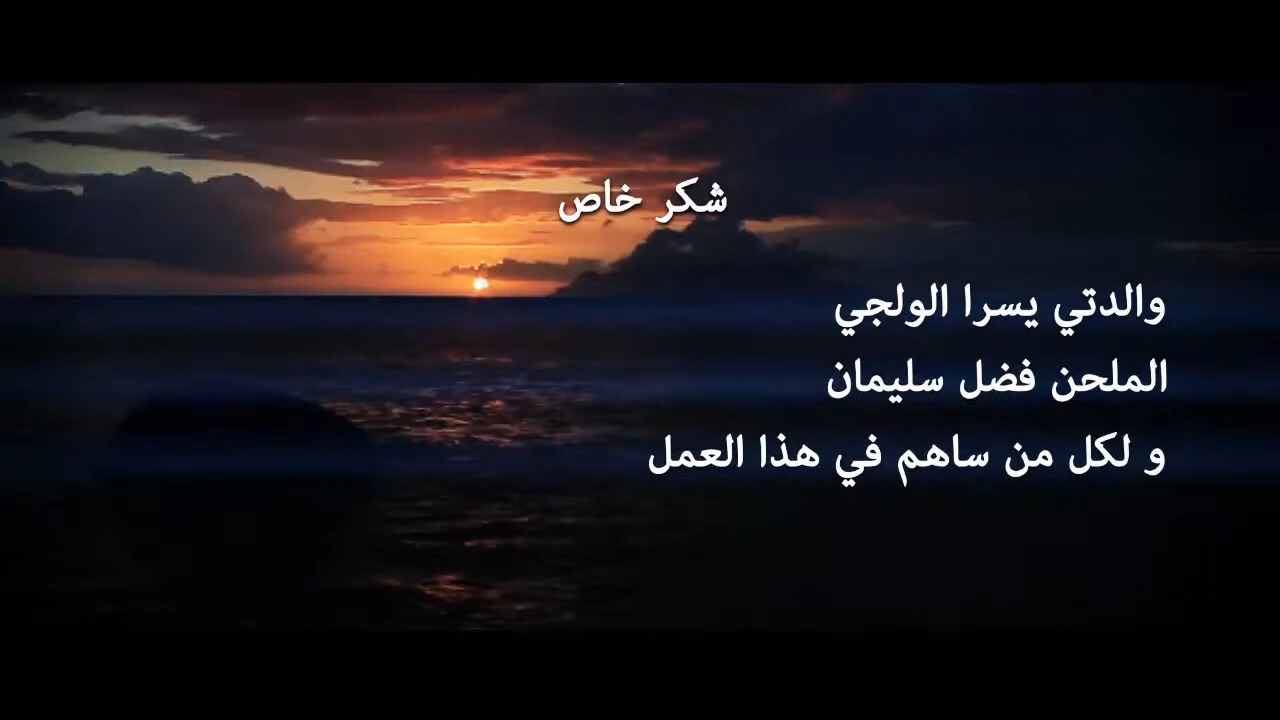 شكر خاص
والدتي يسرا الولجي
الملحن فضل سليمان
و لكل من ساهم في هذا العمل